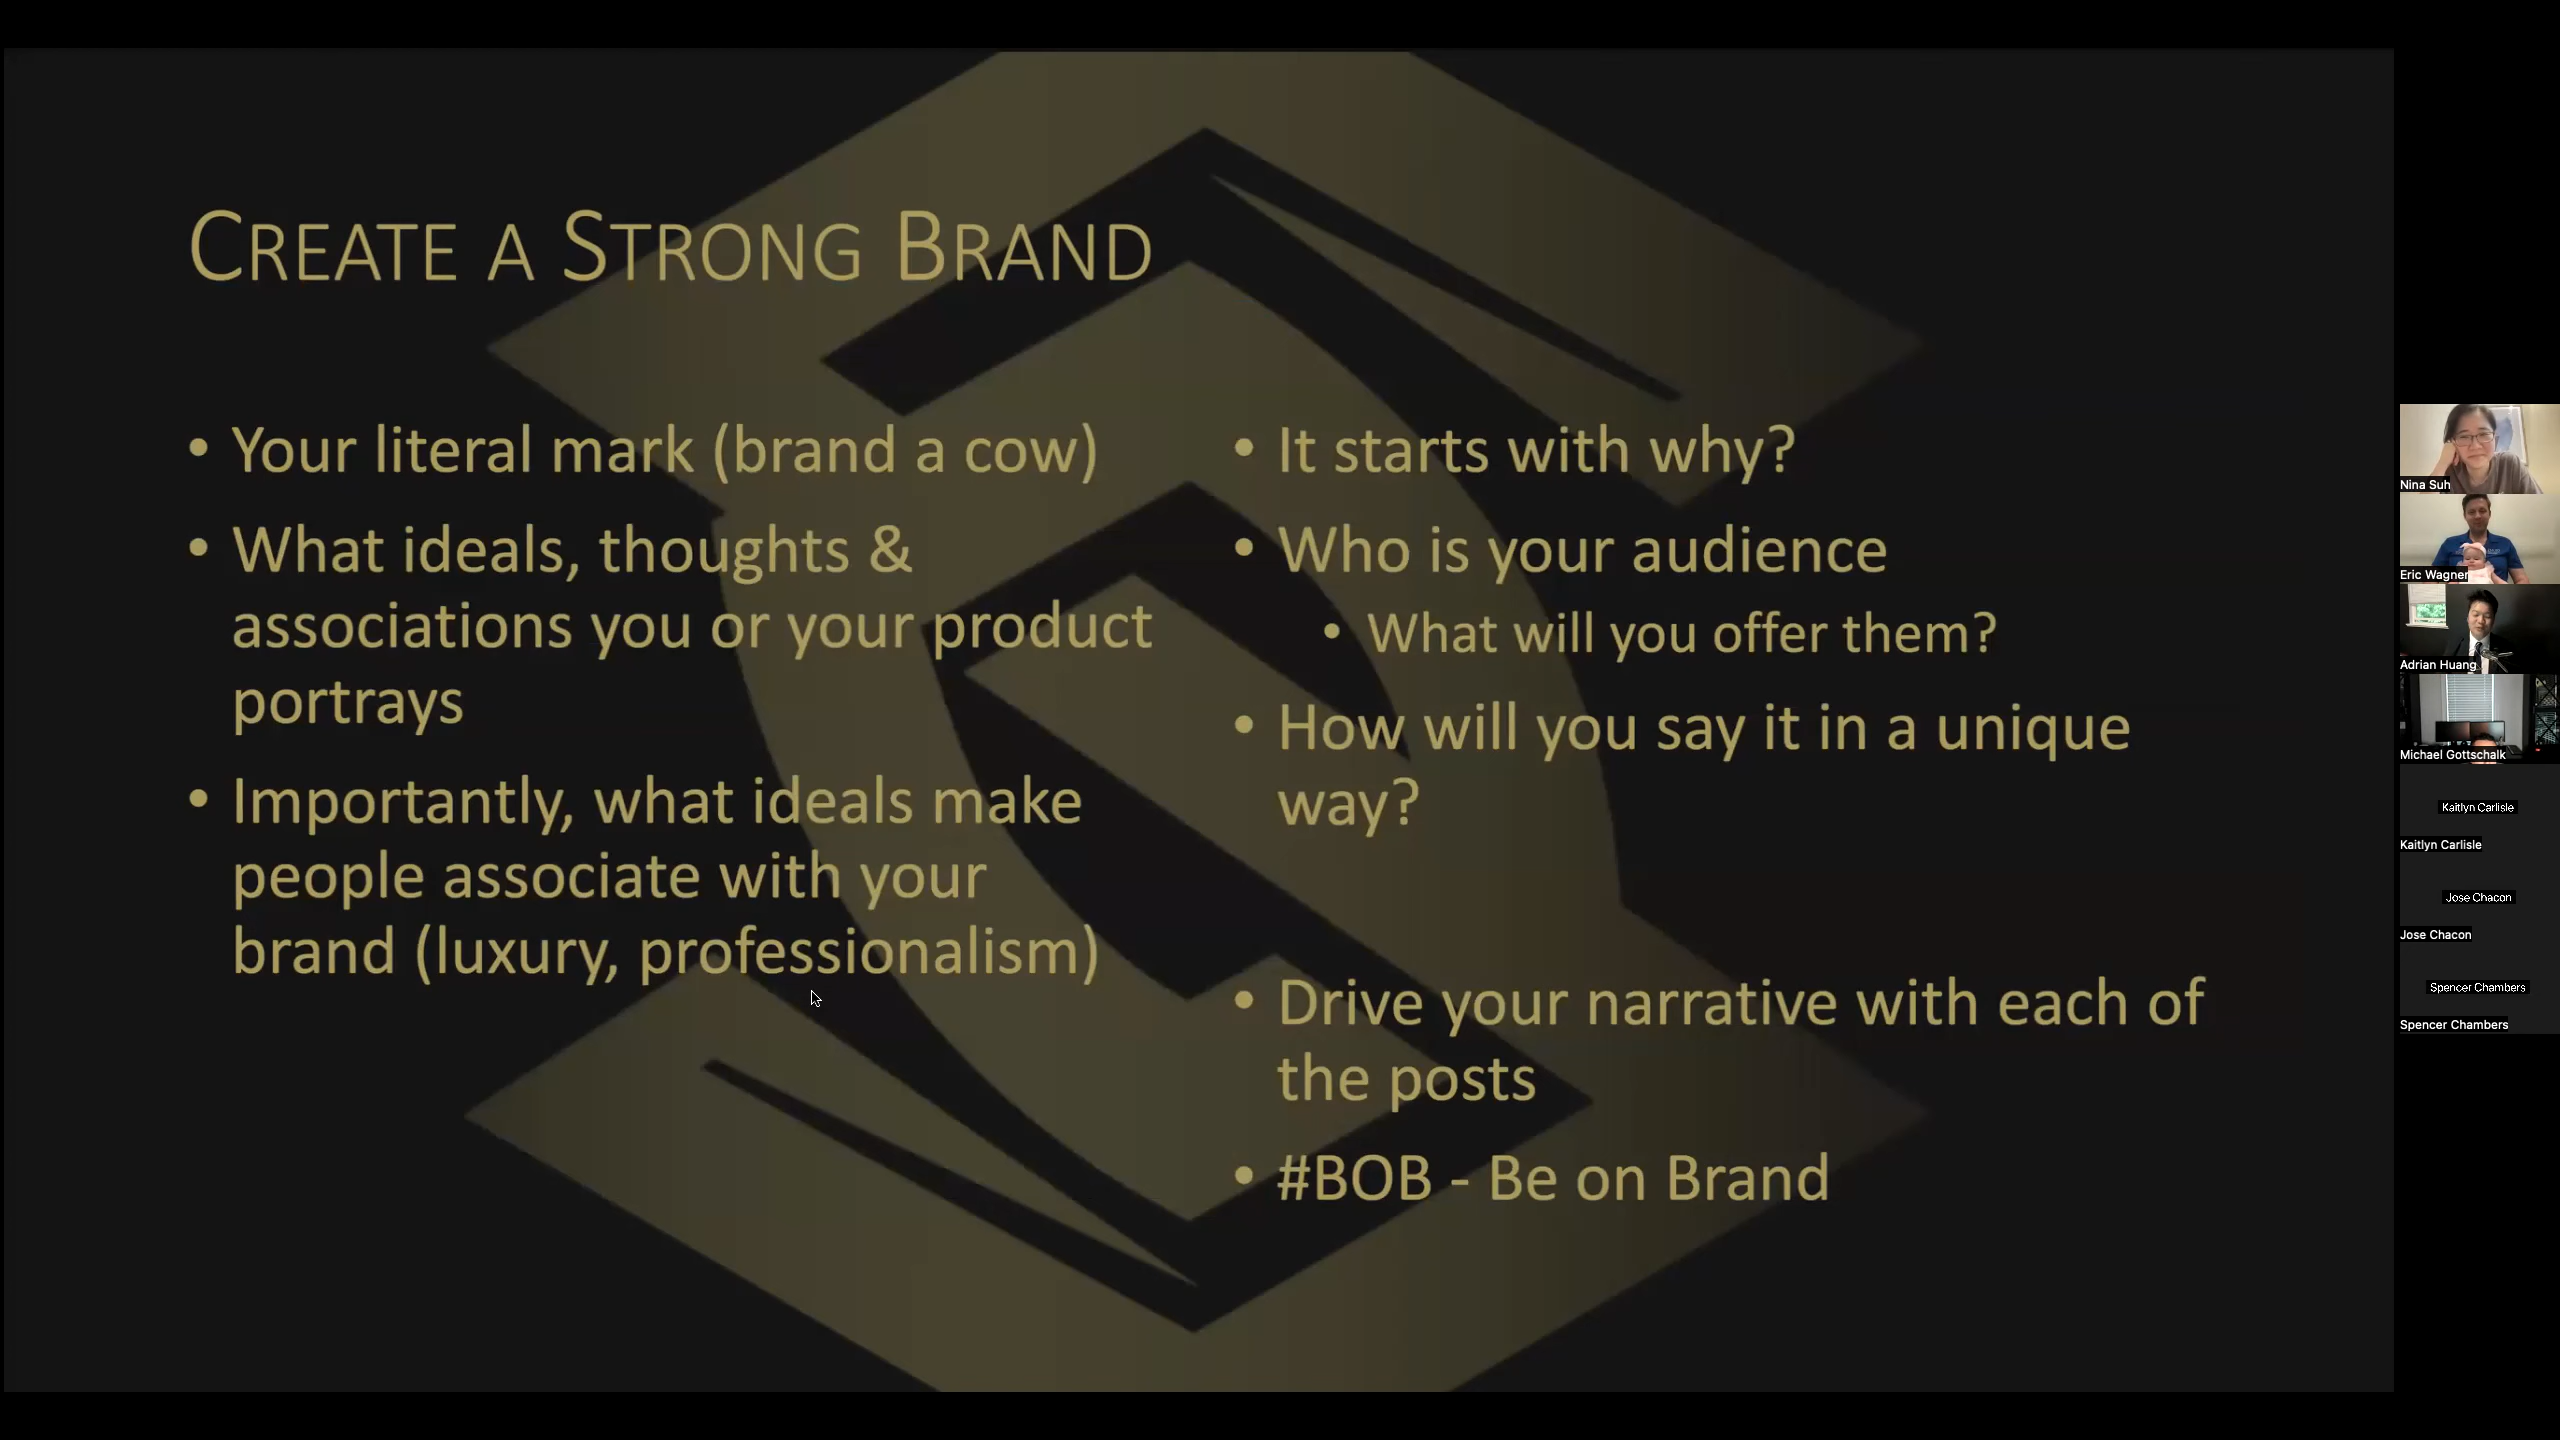 CREATE A STRONG BRAND
• Your literal mark (brand a cow)
• What ideals, thoughts &
associations you or your product
portrays
• Importantly, what ideals make
people associate with your
brand (luxury, professionalism)
• It starts with why?
• Who is your audience
• What will you offer them?
• How will you say it in a unique
way?
• Drive your narrative with each of
the posts
• #BOB - Be on Brand
Nina Suh
Eric Wagner
Adrian Huang
Michael Gottschalk
Kaitlyn Carlisle
Kaitlyn Carlisle
Jose Chacon
Jose Chacon
Spencer Chambers
Spencer Chambers